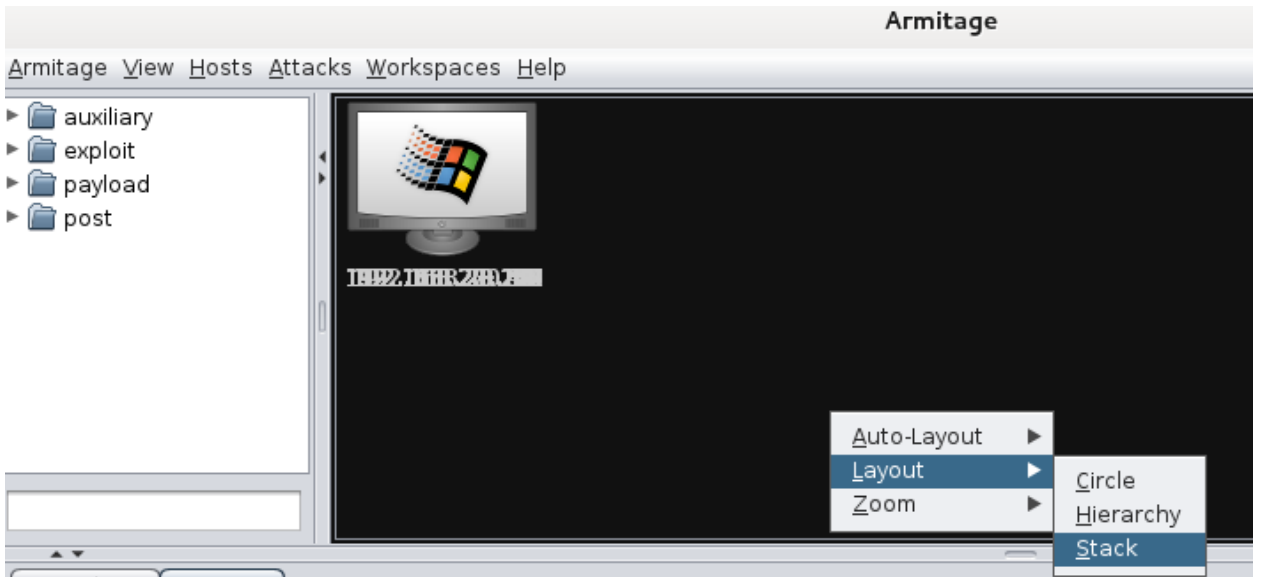 Armitage
Armitage View Hosts Attacks Workspaces Help
auxiliary
exploit
payload
post
Auto-Layout
Layout
Zoom
Circle
Hierarchy
Stack